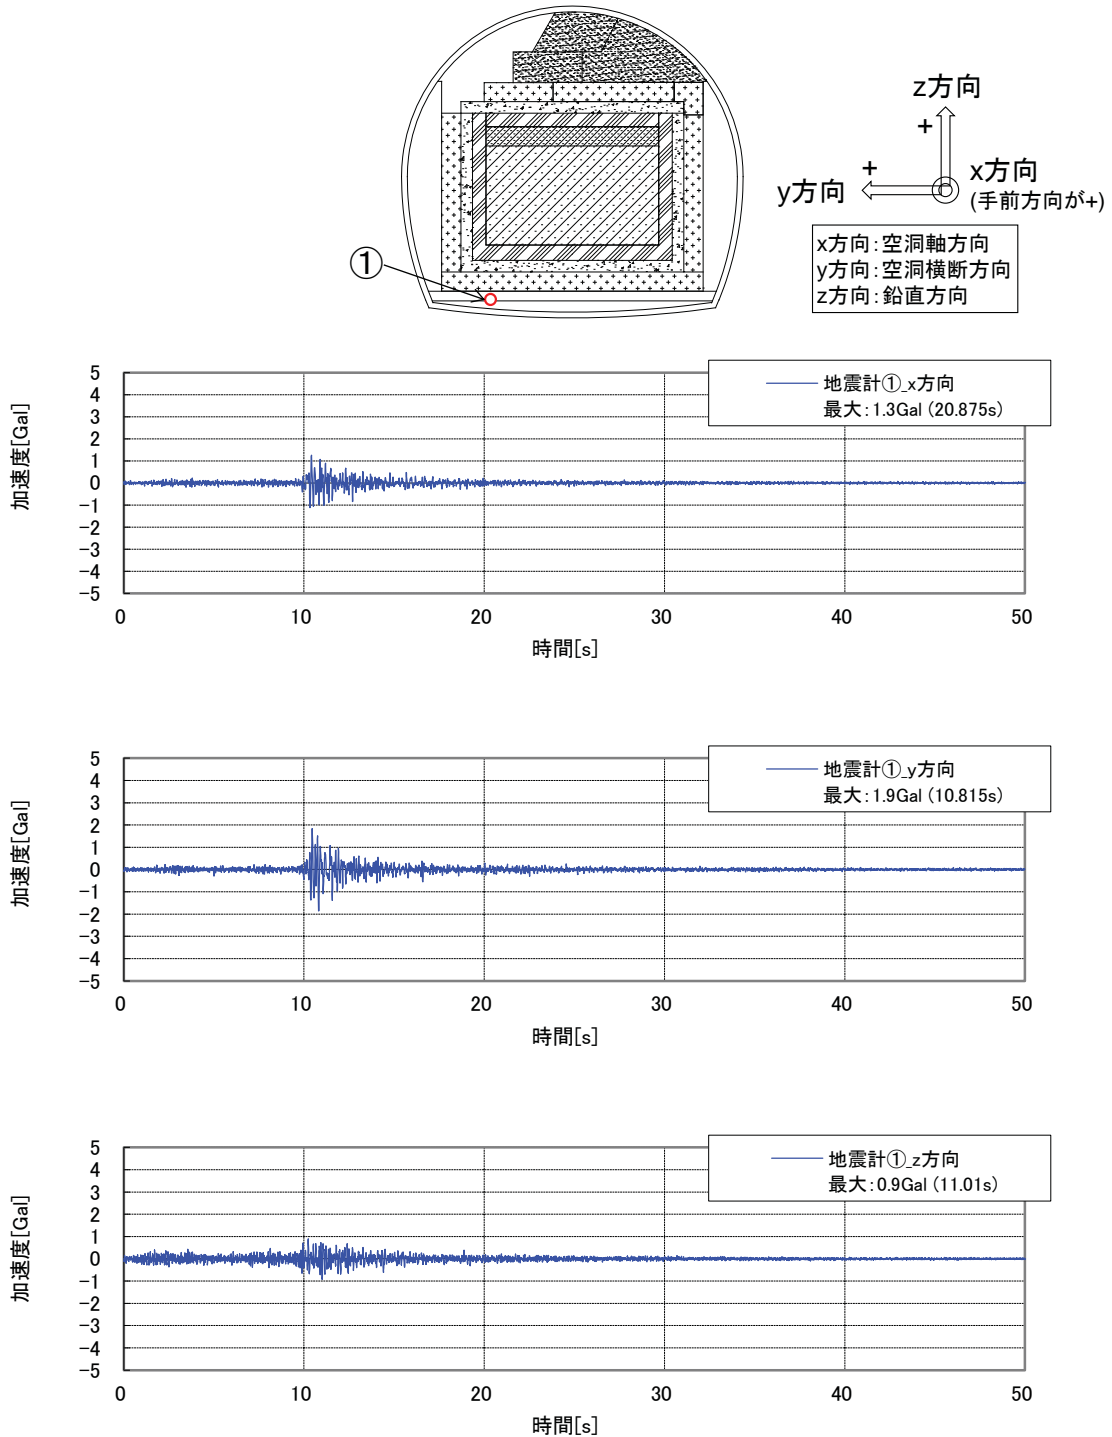 z方向
+
+
y方向
x方向
(手前方向が+)
①
x方向:空洞軸方向
y方向:空洞横断方向
z方向:鉛直方向
加速度[Gal]
5
4
3
2
1
0
-1
-2
-3
-4
-5
地震計①_x方向
最大:1.3Gal (20.875s)
0 10 20 30 40 50
時間[s]
加速度[Gal]
5
4
3
2
1
0
-1
-2
-3
-4
-5
地震計①_y方向
最大:1.9Gal (10.815s)
0 10 20 30 40 50
時間[s]
加速度[Gal]
5
4
3
2
1
0
-1
-2
-3
-4
-5
地震計①_z方向
最大:0.9Gal (11.01s)
0 10 20 30 40 50
時間[s]